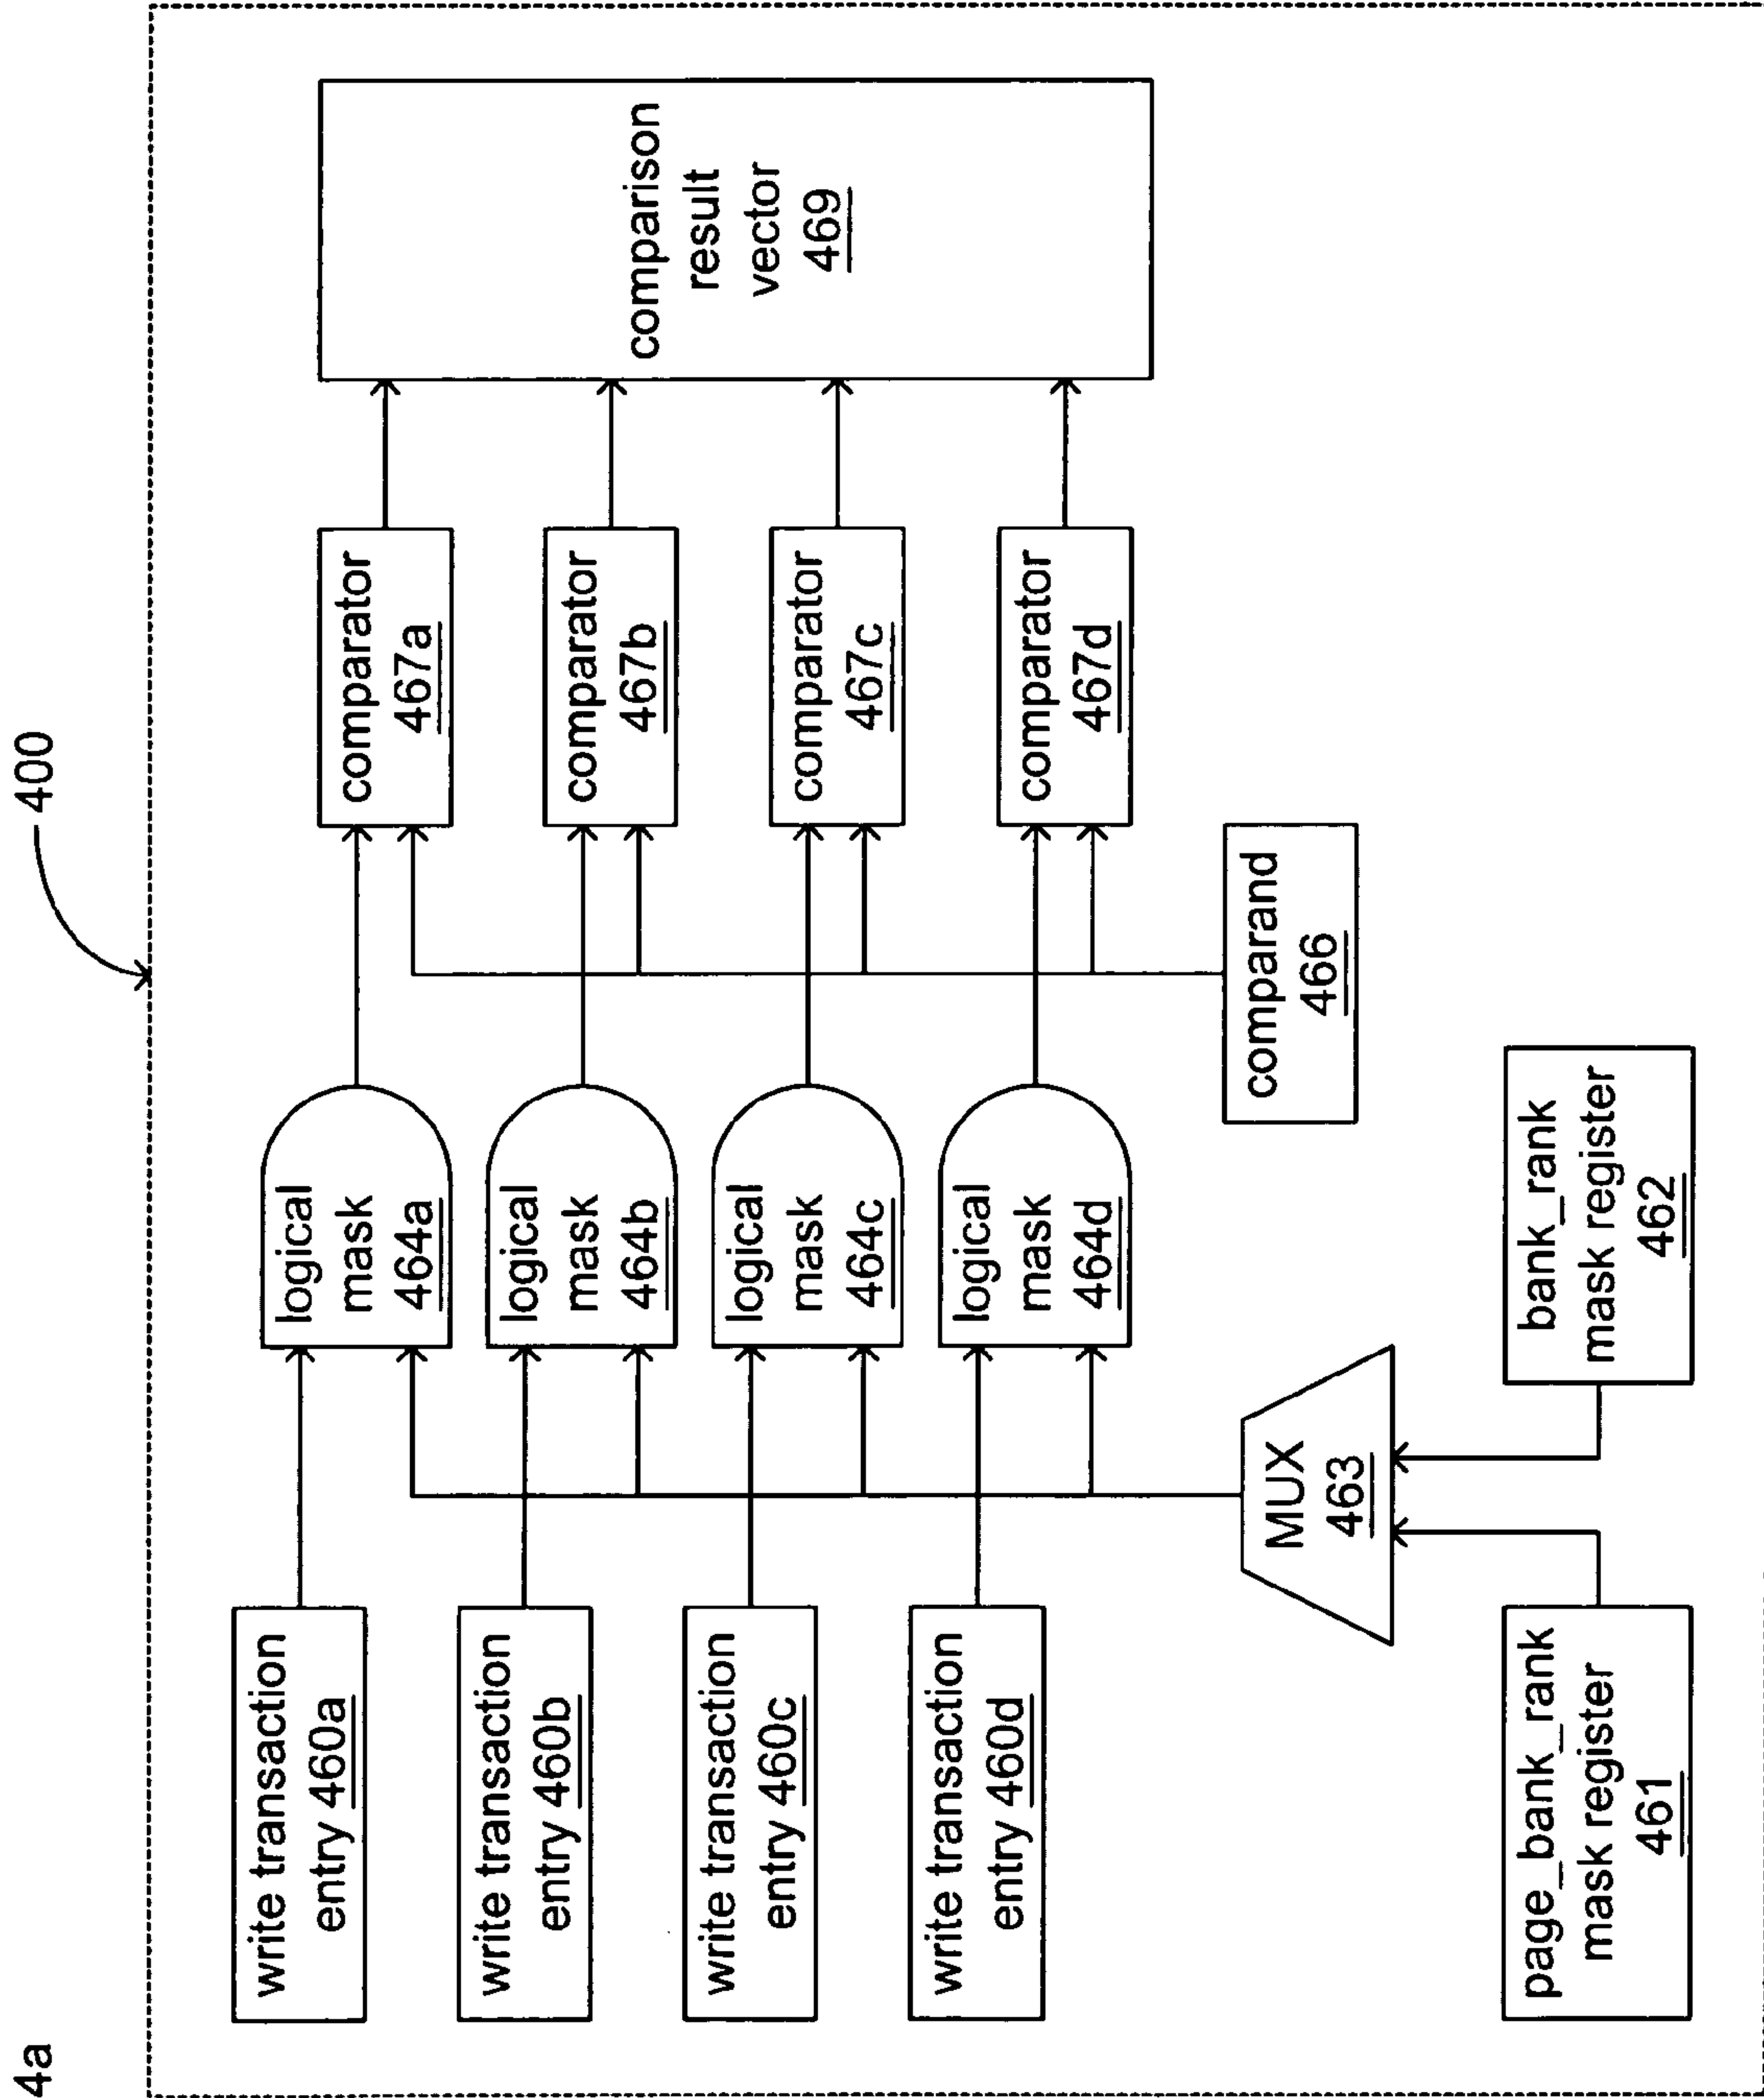 4a
400
write transaction
entry 460a
write transaction
entry 460b
write transaction
entry 460c
write transaction
entry 460d
page_bank_rank
mask register
461
bank_rank
mask register
462
MUX
463
logical
mask
464a
logical
mask
464b
logical
mask
464c
logical
mask
464d
comparand
466
comparator
467a
comparator
467b
comparator
467c
comparator
467d
comparison
result
vector
469